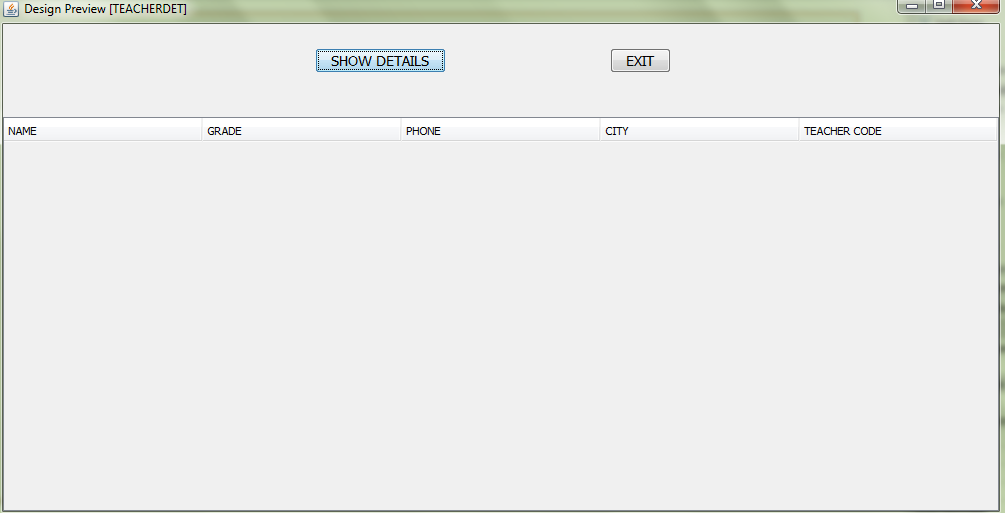 Design Preview [TEACHERDET]
SHOW DETAILS EXIT
NAME GRADE PHONE CITY TEACHER CODE